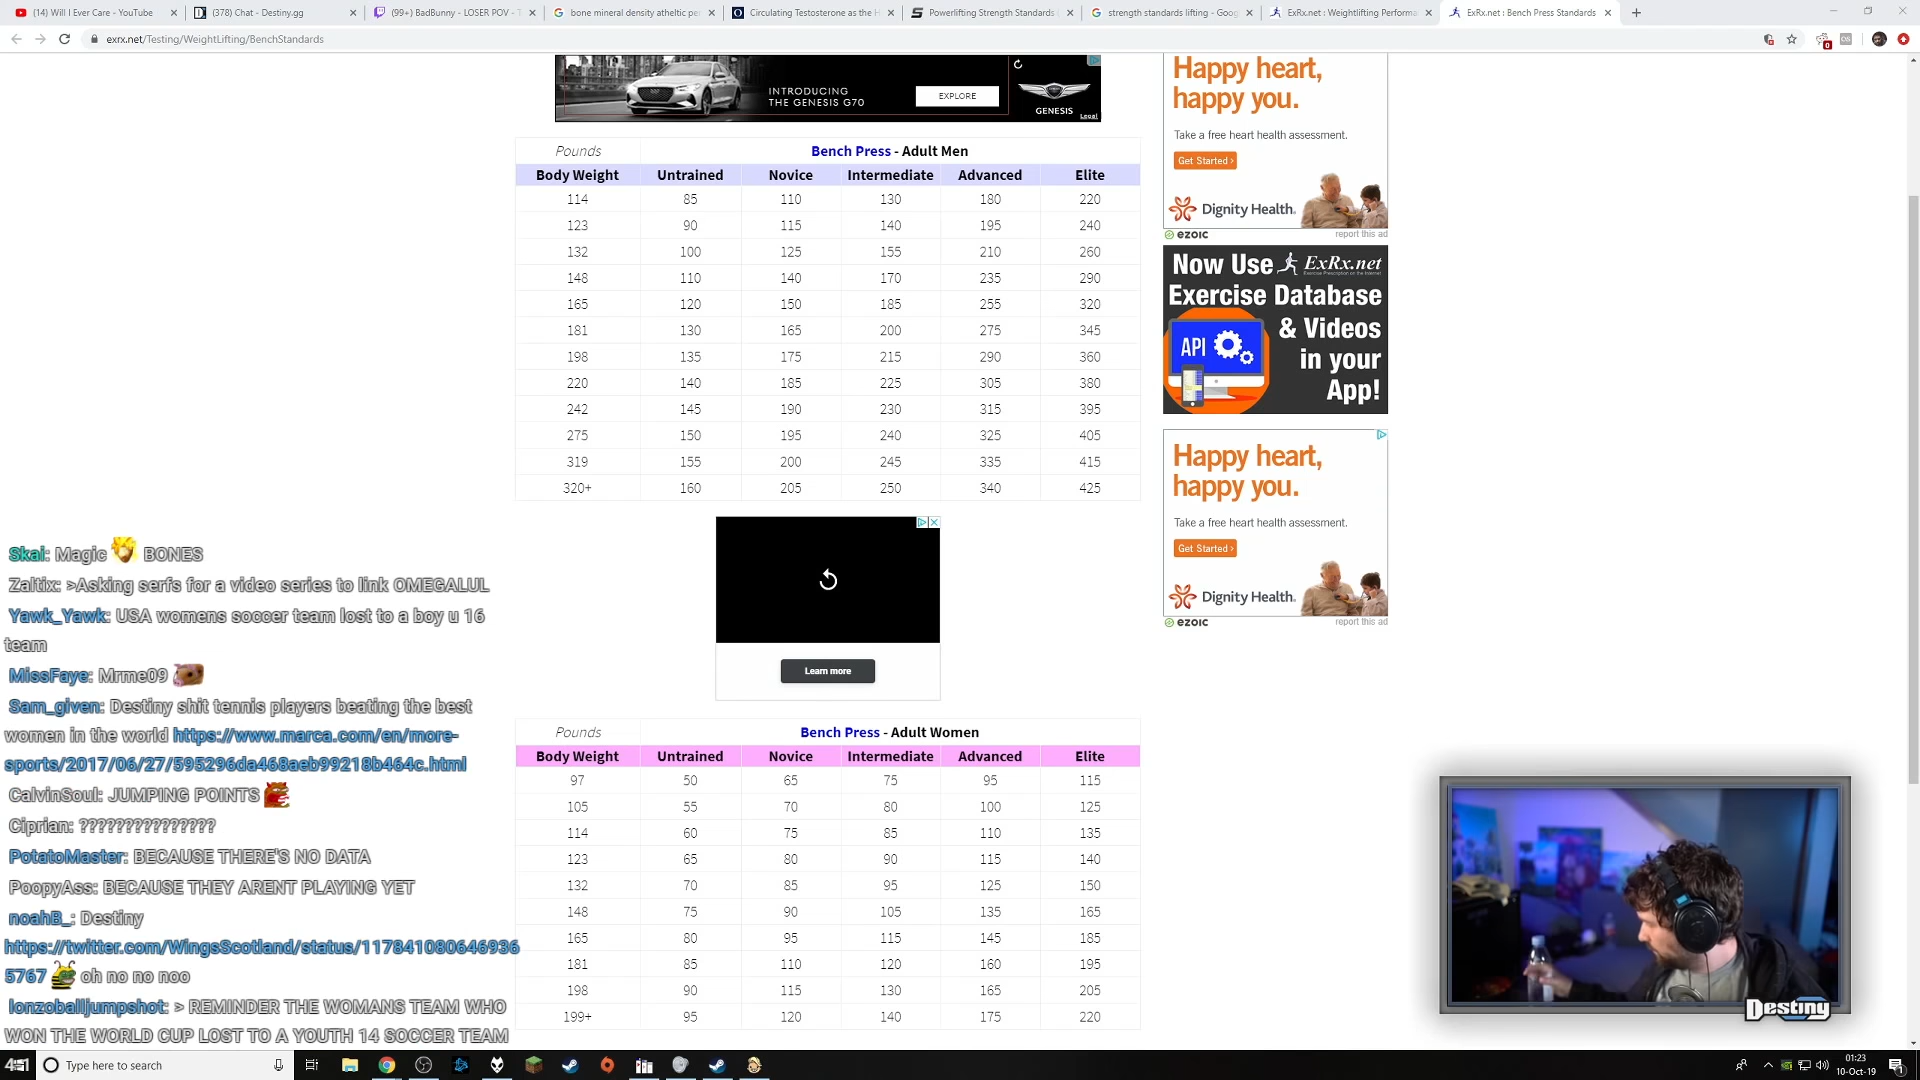 (14) Will I Ever Care - YouTube
(378) Chat - Destiny.gg
(99+) BadBunny - LOSER POV - T
bone mineral density atheltic pe
Circulating Testosterone as the H
Powerlifting Strength Standards
strength standards lifting - Goog
ExRx.net : Weightlifting Performa
ExRx.net : Bench Press Standards
exrx.net/Testing/WeightLifting/BenchStandards
0
INTRODUCING
THE GENESIS G70
EXPLORE
GENESIS
Legal
Pounds Bench Press - Adult Men
Body Weight Untrained Novice Intermediate Advanced Elite
114 85 110 130 180 220
123 90 115 140 195 240
132 100 125 155 210 260
148 110 140 170 235 290
165 120 150 185 255 320
181 130 165 200 275 345
198 135 175 215 290 360
220 140 185 225 305 380
242 145 190 230 315 395
275 150 195 240 325 405
319 155 200 245 335 415
320+ 160 205 250 340 425
Learn more
Pounds Bench Press - Adult Women
Body Weight Untrained Novice Intermediate Advanced Elite
97 50 65 75 95 115
105 55 70 80 100 125
114 60 75 85 110 135
123 65 80 90 115 140
132 70 85 95 125 150
148 75 90 105 135 165
165 80 95 115 145 185
181 85 110 120 160 195
198 90 115 130 165 205
199+ 95 120 140 175 220
Happy heart,
happy you.
Take a free heart health assessment.
Get Started ›
Dignity Health.
ezoic report this ad
Now Use ExRx.net
Exercise Prescription on the Internet
Exercise Database
& Videos
API
in your
App!
Happy heart,
happy you.
Take a free heart health assessment.
Get Started ›
Dignity Health.
ezoic report this ad
Skai: Magic BONES
Zaltix: >Asking serfs for a video series to link OMEGALUL
Yawk_Yawk: USA womens soccer team lost to a boy u 16
team
MissFaye: Mrme09
Sam_given: Destiny shit tennis players beating the best
women in the world https://www.marca.com/en/more-
sports/2017/06/27/595296da468aeb99218b464c.html
CalvinSoul: JUMPING POINTS
Ciprian: ???????????????
PotatoMaster: BECAUSE THERE'S NO DATA
PoopyAss: BECAUSE THEY ARENT PLAYING YET
noahB_: Destiny
https://twitter.com/WingsScotland/status/117841080646936
5767 oh no no noo
lonzoballjumpshot: > REMINDER THE WOMANS TEAM WHO
WON THE WORLD CUP LOST TO A YOUTH 14 SOCCER TEAM
Destiny
Type here to search
01:23
10-Oct-19